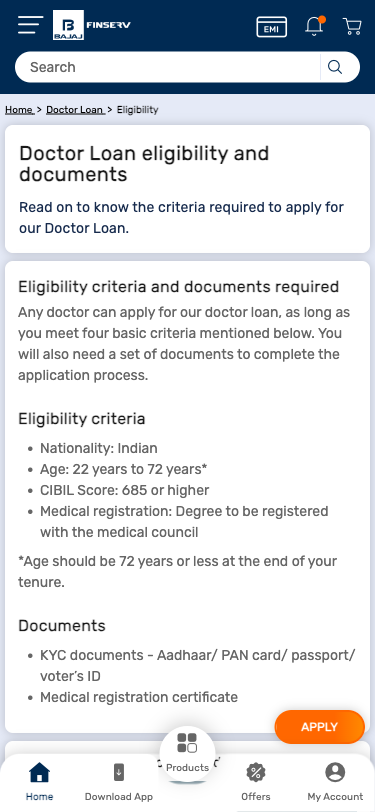 B
BAJAJ
FINSERV
EMI
Search
Home > Doctor Loan > Eligibility
Doctor Loan eligibility and
documents
Read on to know the criteria required to apply for
our Doctor Loan.
Eligibility criteria and documents required
Any doctor can apply for our doctor loan, as long as
you meet four basic criteria mentioned below. You
will also need a set of documents to complete the
application process.
Eligibility criteria
• Nationality: Indian
• Age: 22 years to 72 years*
• CIBIL Score: 685 or higher
• Medical registration: Degree to be registered
with the medical council
*Age should be 72 years or less at the end of your
tenure.
Documents
• KYC documents - Aadhaar/ PAN card/ passport/
voter's ID
• Medical registration certificate
APPLY
Home
Download App
Products
Offers
My Account